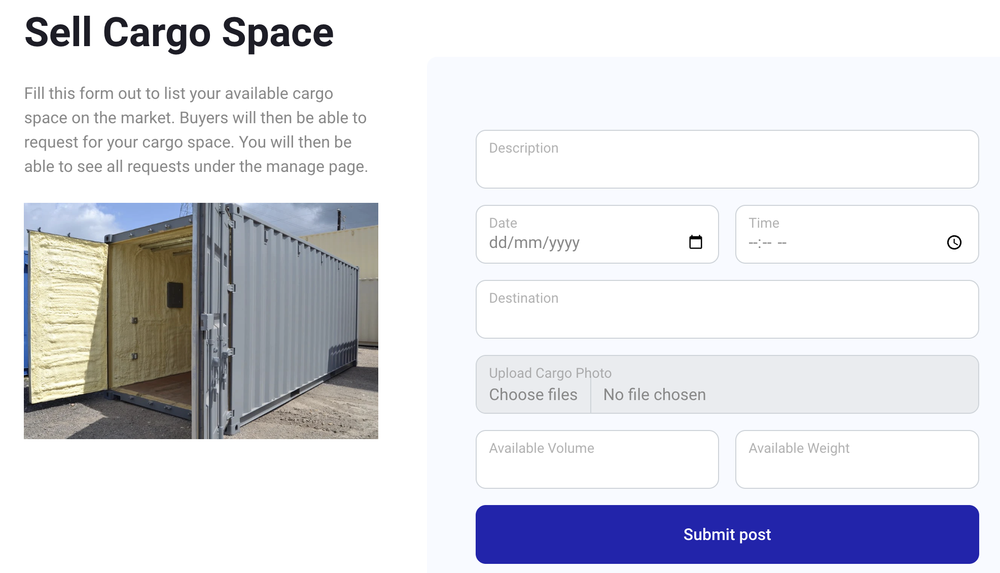 Sell Cargo Space
Fill this form out to list your available cargo
space on the market. Buyers will then be able to
request for your cargo space. You will then be
able to see all requests under the manage page.
Description
Date
dd/mm/yyyy
Time
--:-- --
Destination
Upload Cargo Photo
Choose files
No file chosen
Available Volume
Available Weight
Submit post